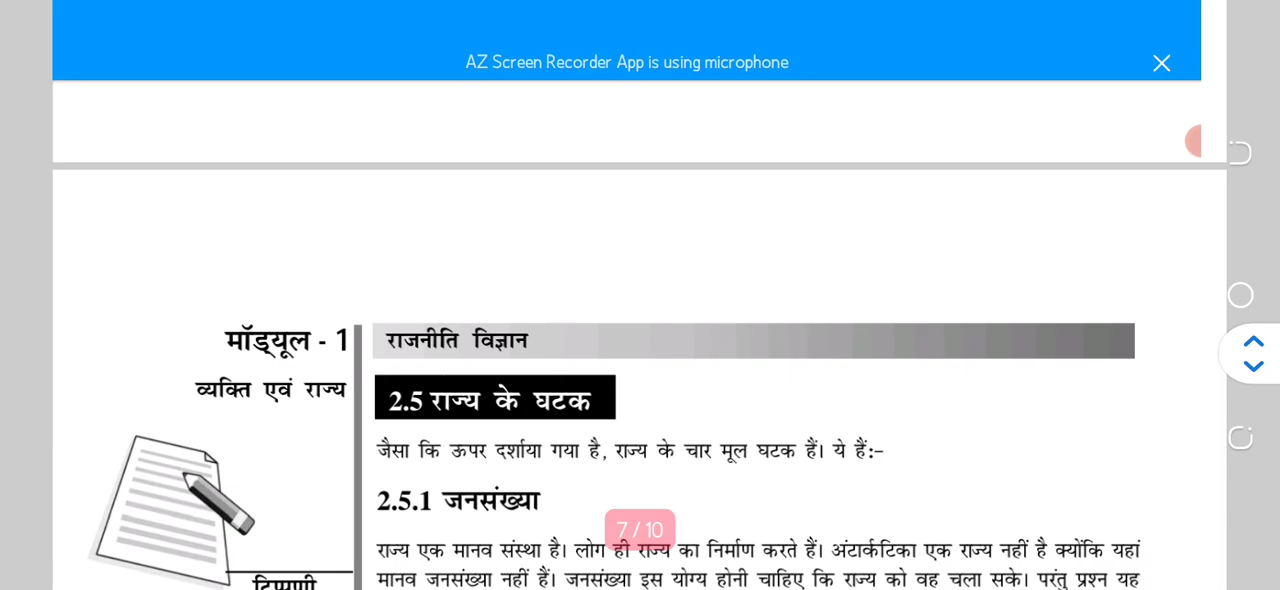 AZ Screen Recorder App is using microphone
मॉड्यूल - 1
राजनीति विज्ञान
व्यक्ति एवं राज्य
2.5 राज्य के घटक
जैसा कि ऊपर दर्शाया गया है, राज्य के चार मूल घटक हैं। ये हैं:-
2.5.1 जनसंख्या
7 / 10
राज्य एक मानव संस्था है। लोग ही राज्य का निर्माण करते हैं। अंटार्कटिका एक राज्य नहीं है क्योंकि यहां
मानव जनसंख्या नहीं हैं। जनसंख्या इस योग्य होनी चाहिए कि राज्य को वह चला सके। परंतु प्रश्न यह
टिप्पणी